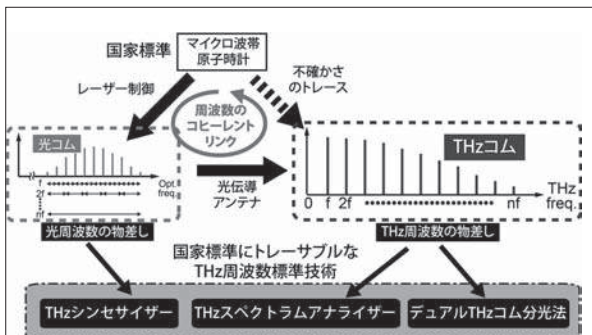 国家標準
マイクロ波帯
原子時計
レーザー制御
不確かさ
のトレース
周波数の
コヒーレント
リンク
光コム
THzコム
f
2f
nf
Opt.
freq.
光伝導
アンテナ
0 f 2f nf
THz
freq.
光周波数の物差し
THz周波数の物差し
国家標準にトレーサブルな
THz周波数標準技術
THzシンセサイザー
THzスペクトラムアナライザー
デュアルTHzコム分光法